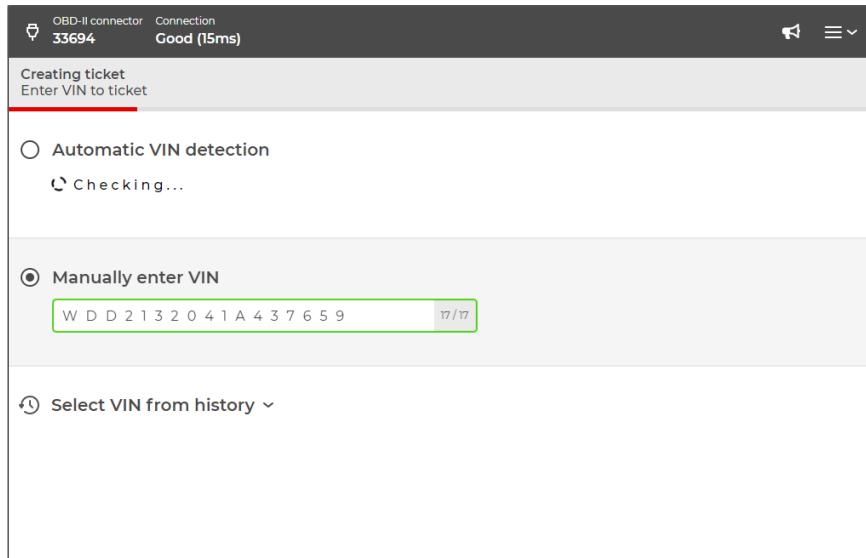 OBD-II connector Connection
33694 Good (15ms)
Creating ticket
Enter VIN to ticket
Automatic VIN detection
Checking...
Manually enter VIN
WDD2132041A437659 17/17
Select VIN from history